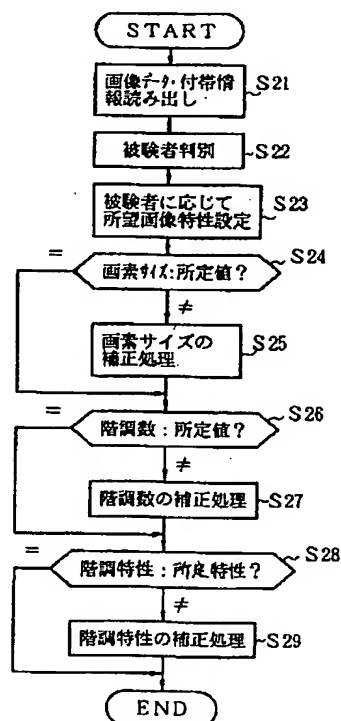 START
画像データ・付帯情
報読み出し
S21
被験者判別
S22
被験者に応じて
所望画像特性設定
S23
=
画素サイズ:所定値?
S24
≠
画素サイズの
補正処理
S25
=
階調数:所定値?
S26
≠
階調数の補正処理
S27
=
階調特性:所定特性?
S28
≠
階調特性の補正処理
S29
END